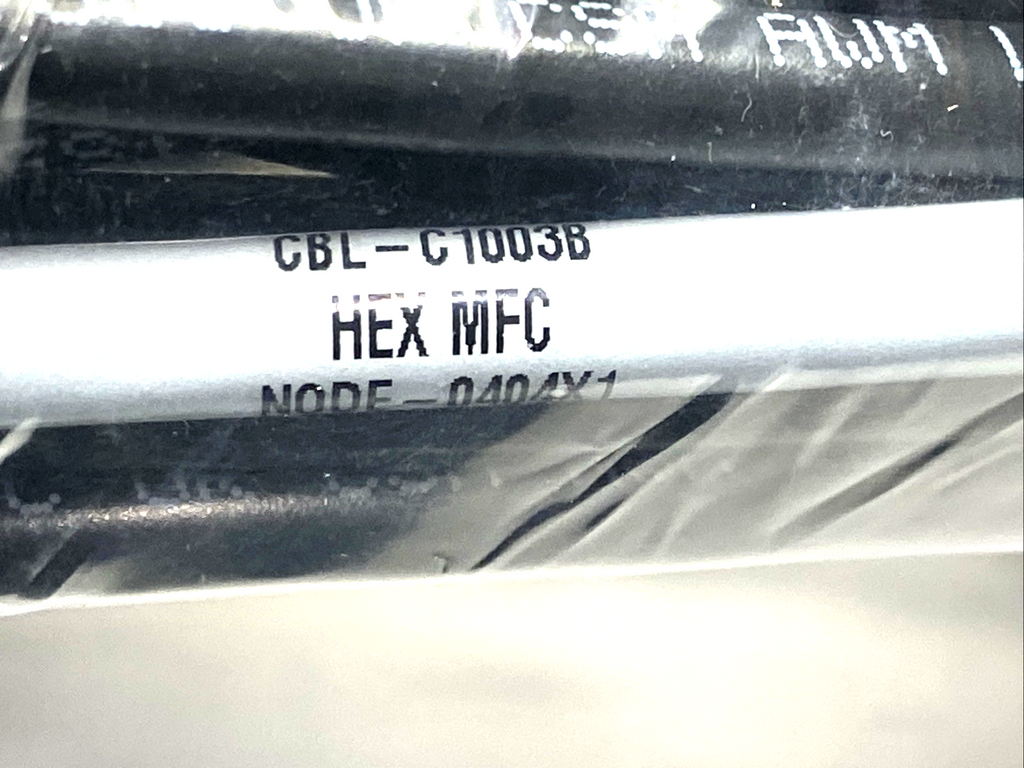 AWM
CBL-C1003B
HEX MFC
NODE-0404X1